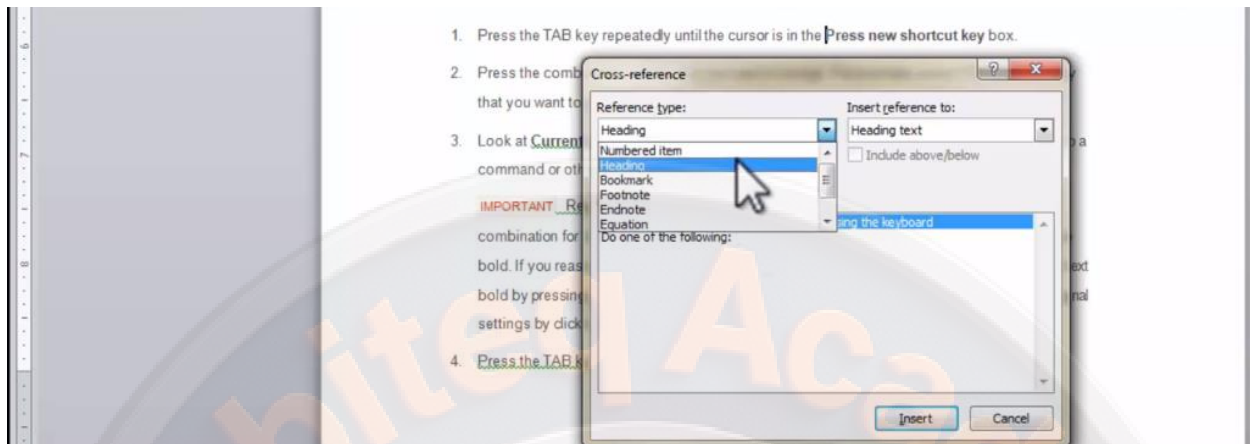 1. Press the TAB key repeatedly until the cursor is in the Press new shortcut key box.
2. Press the comb
that you want to
3. Look at Current
command or oth
IMPORTANT Re
combination for
bold. If you reas
bold by pressing
settings by click
4. Press the TAB k
Cross-reference
Reference type:
Heading
Numbered item
Heading
Bookmark
Footnote
Endnote
Equation
Insert reference to:
Heading text
Include above/below
sing the keyboard
Do one of the following:
Insert
Cancel